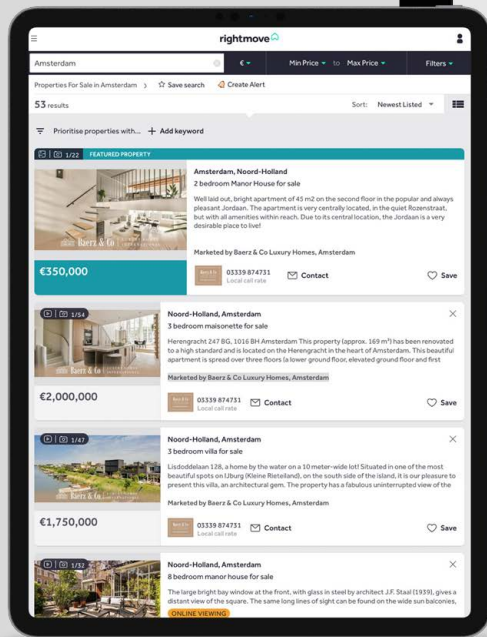 rightmove
Amsterdam
€
Min Price
to
Max Price
Filters
Properties For Sale in Amsterdam
Save search
Create Alert
53 results
Sort: Newest Listed
Prioritise properties with...
+ Add keyword
1/22
FEATURED PROPERTY
Amsterdam, Noord-Holland
2 bedroom Manor House for sale
Well laid out, bright apartment of 45 m2 on the second floor in the popular and always
pleasant Jordaan. The apartment is very centrally located, in the quiet Rozenstraat,
but with all amenities within reach. Due to its central location, the Jordaan is a very
desirable place to live!
Baerz & Co
Marketed by Baerz & Co Luxury Homes, Amsterdam
€350,000
03339 874731
Local call rate
Contact
Save
1/54
Noord-Holland, Amsterdam
3 bedroom maisonette for sale
Herengracht 247 BG, 1016 BH Amsterdam This property (approx. 169 m²) has been renovated
to a high standard and is located on the Herengracht in the heart of Amsterdam. This beautiful
apartment is spread over three floors (a lower ground floor, elevated ground floor and first
Baerz & Co
Marketed by Baerz & Co Luxury Homes, Amsterdam
€2,000,000
03339 874731
Local call rate
Contact
Save
1/47
Noord-Holland, Amsterdam
3 bedroom villa for sale
Lisdoddelaan 128, a home by the water on a 10 meter-wide lot! Situated in one of the most
beautiful spots on IJburg (Kleine Rieteiland), on the south side of the island, it is our pleasure to
present this villa, an architectural gem. The property has a fabulous uninterrupted view of the
Baerz & Co
Marketed by Baerz & Co Luxury Homes, Amsterdam
€1,750,000
03339 874731
Local call rate
Contact
Save
1/32
Noord-Holland, Amsterdam
8 bedroom manor house for sale
The large bright bay window at the front, with glass in steel by architect J.F. Staal (1939), gives a
distant view of the square. The same long lines of sight can be found on the wide sun balconies,
ONLINE VIEWING